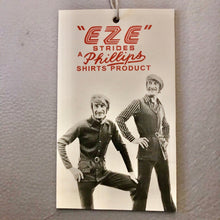 "EZE"
STRIDES
A Phillips
SHIRTS PRODUCT